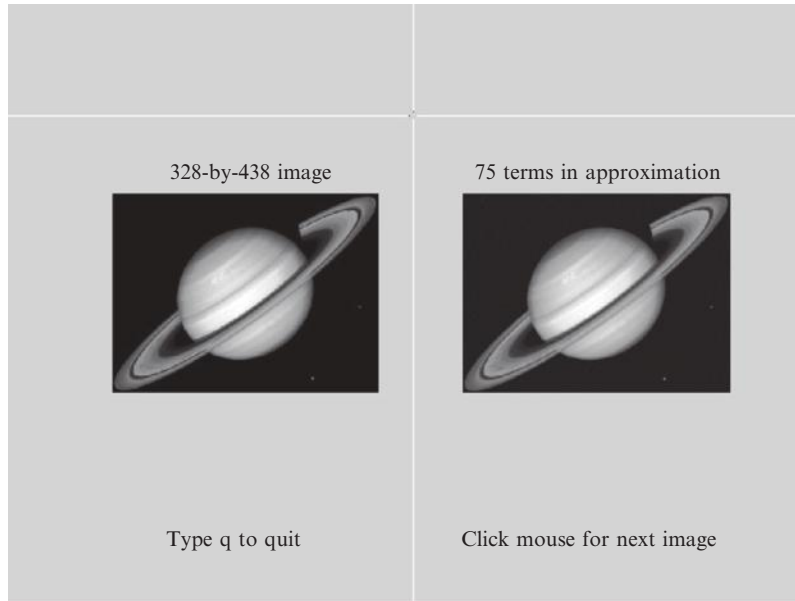 328-by-438 image
75 terms in approximation
Type q to quit
Click mouse for next image